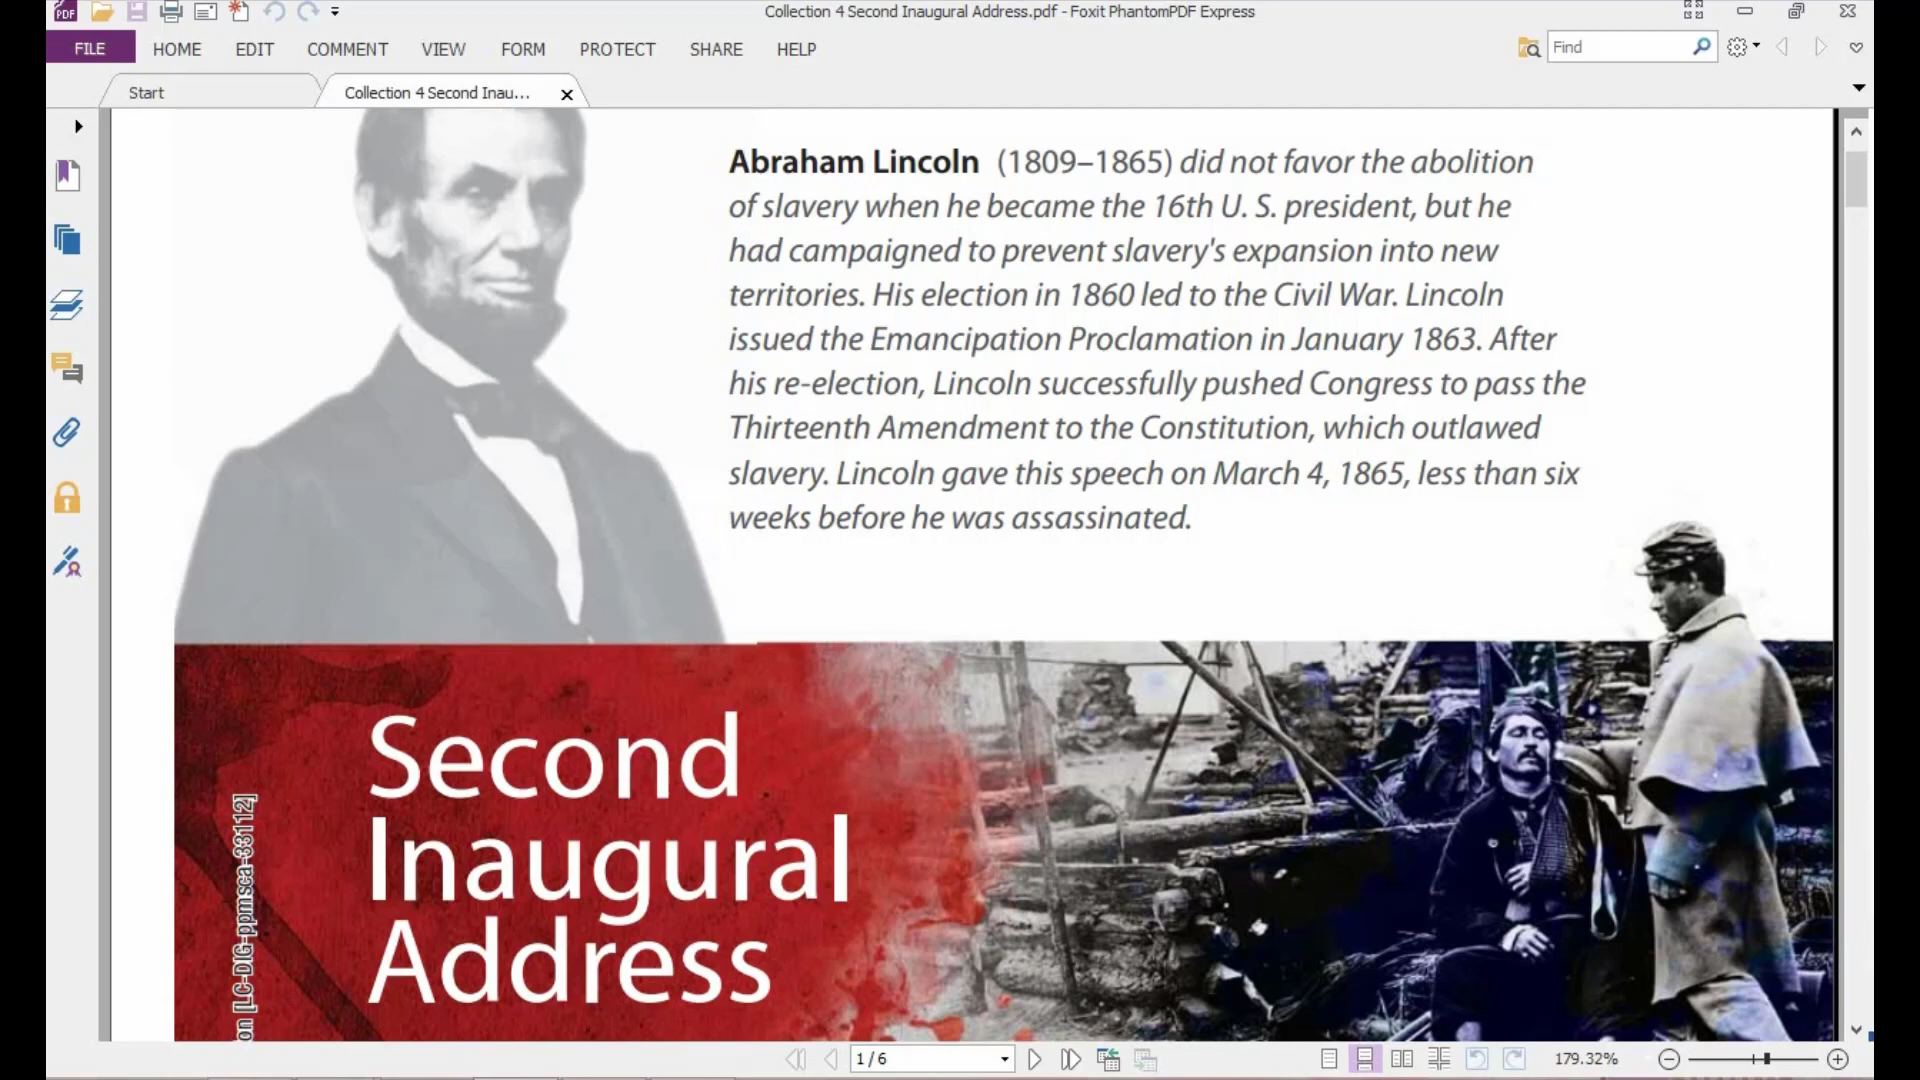 PDF
Collection 4 Second Inaugural Address.pdf - Foxit PhantomPDF Express
FILE HOME EDIT COMMENT VIEW FORM PROTECT SHARE HELP
Find
Start
Collection 4 Second Inau...
Abraham Lincoln (1809–1865) did not favor the abolition
of slavery when he became the 16th U. S. president, but he
had campaigned to prevent slavery's expansion into new
territories. His election in 1860 led to the Civil War. Lincoln
issued the Emancipation Proclamation in January 1863. After
his re-election, Lincoln successfully pushed Congress to pass the
Thirteenth Amendment to the Constitution, which outlawed
slavery. Lincoln gave this speech on March 4, 1865, less than six
weeks before he was assassinated.
Second
Inaugural
Address
on [LC-DIG-ppmsca-33112]
1 / 6
179.32%